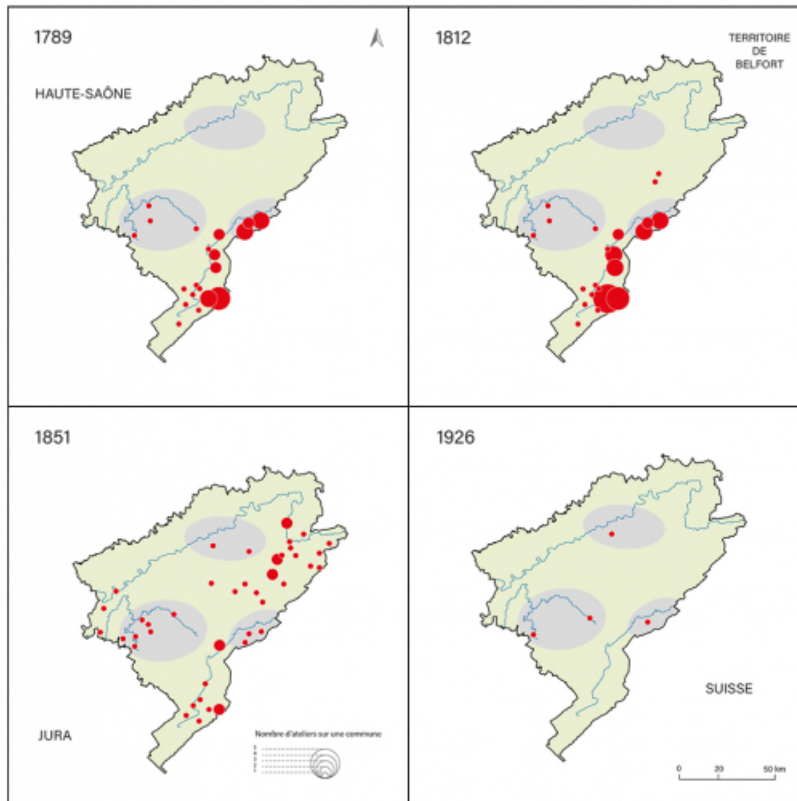 1789
HAUTE-SAÔNE
1812
TERRITOIRE
DE
BELFORT
1851
JURA
Nombre d'ateliers sur une commune
1926
SUISSE
0 20 50 km